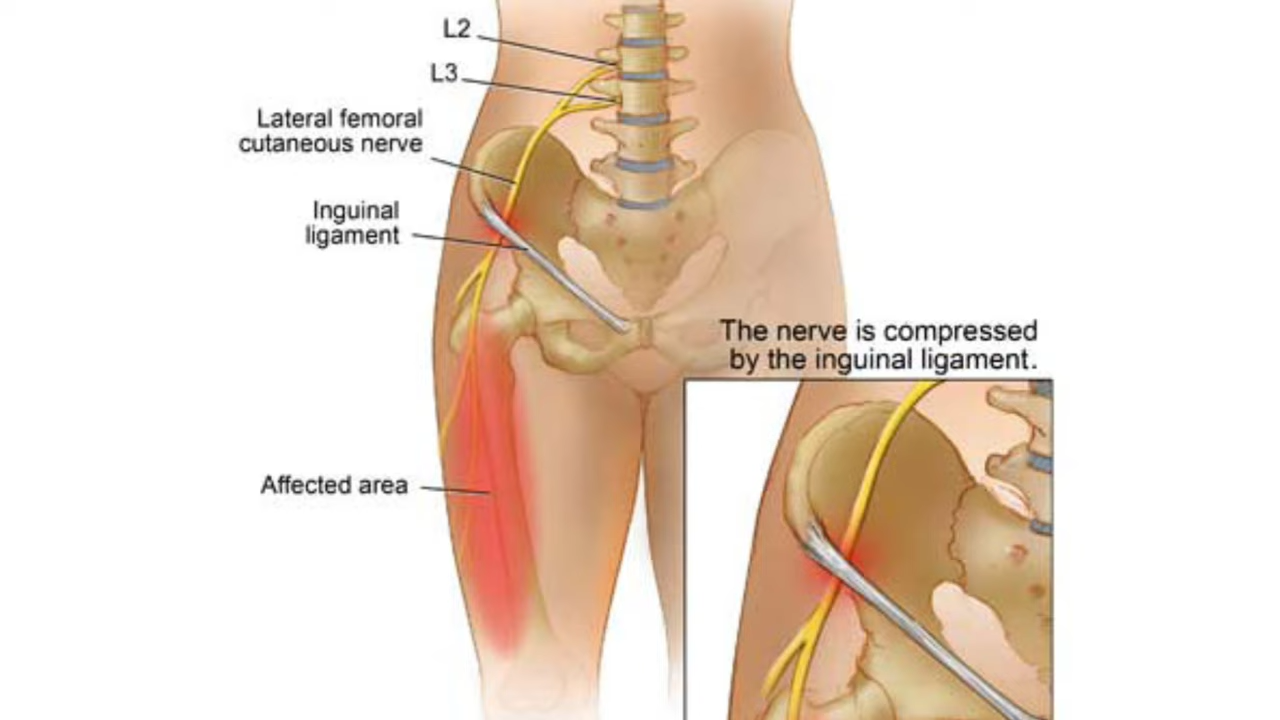 L2
L3
Lateral femoral
cutaneous nerve
Inguinal
ligament
The nerve is compressed
by the inguinal ligament.
Affected area